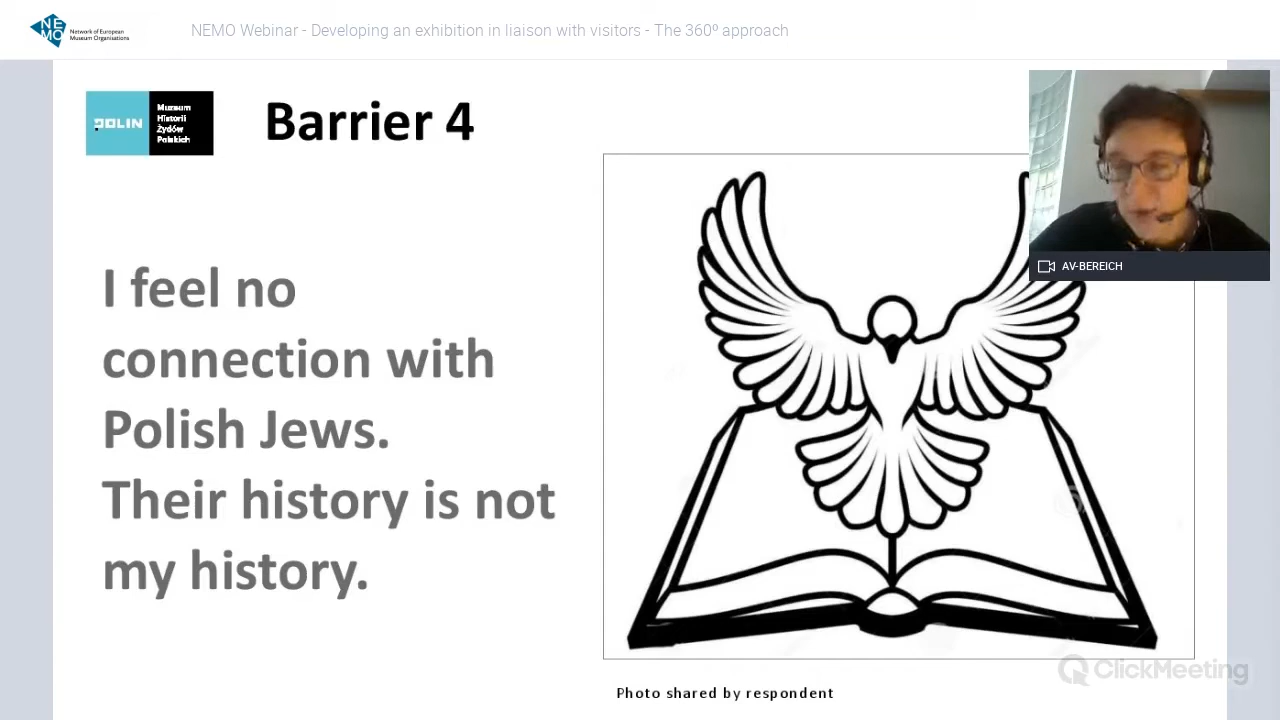 NE
MO
Network of European
Museum Organisations
NEMO Webinar - Developing an exhibition in liaison with visitors - The 360º approach
POLIN
Muzeum
Historii
Żydów
Polskich
Barrier 4
AV-BEREICH
I feel no
connection with
Polish Jews.
Their history is not
my history.
ClickMeeting
Photo shared by respondent